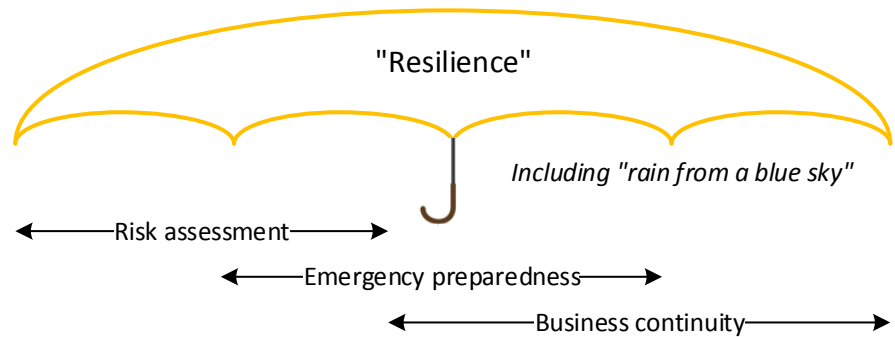 "Resilience"
Including "rain from a blue sky"
Risk assessment
Emergency preparedness
Business continuity